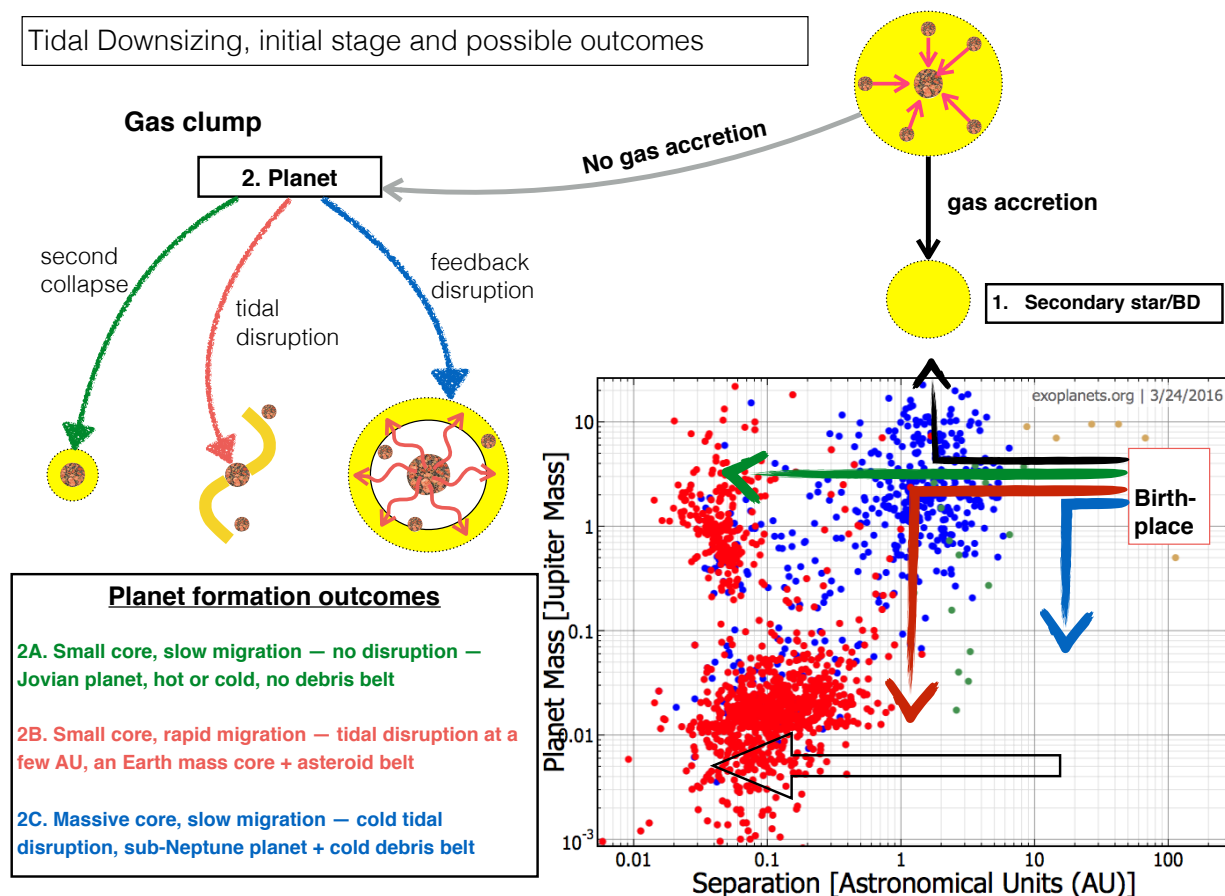 Tidal Downsizing, initial stage and possible outcomes
Gas clump
No gas accretion
2. Planet
gas accretion
second
collapse
tidal
disruption
feedback
disruption
1. Secondary star/BD
Planet formation outcomes
2A. Small core, slow migration — no disruption —
Jovian planet, hot or cold, no debris belt
2B. Small core, rapid migration — tidal disruption at a
few AU, an Earth mass core + asteroid belt
2C. Massive core, slow migration — cold tidal
disruption, sub-Neptune planet + cold debris belt
exoplanets.org | 3/24/2016
Birth-
place
Planet Mass [Jupiter Mass]
10
1
0.1
0.01
10⁻³
0.01
0.1
1
10
100
Separation [Astronomical Units (AU)]